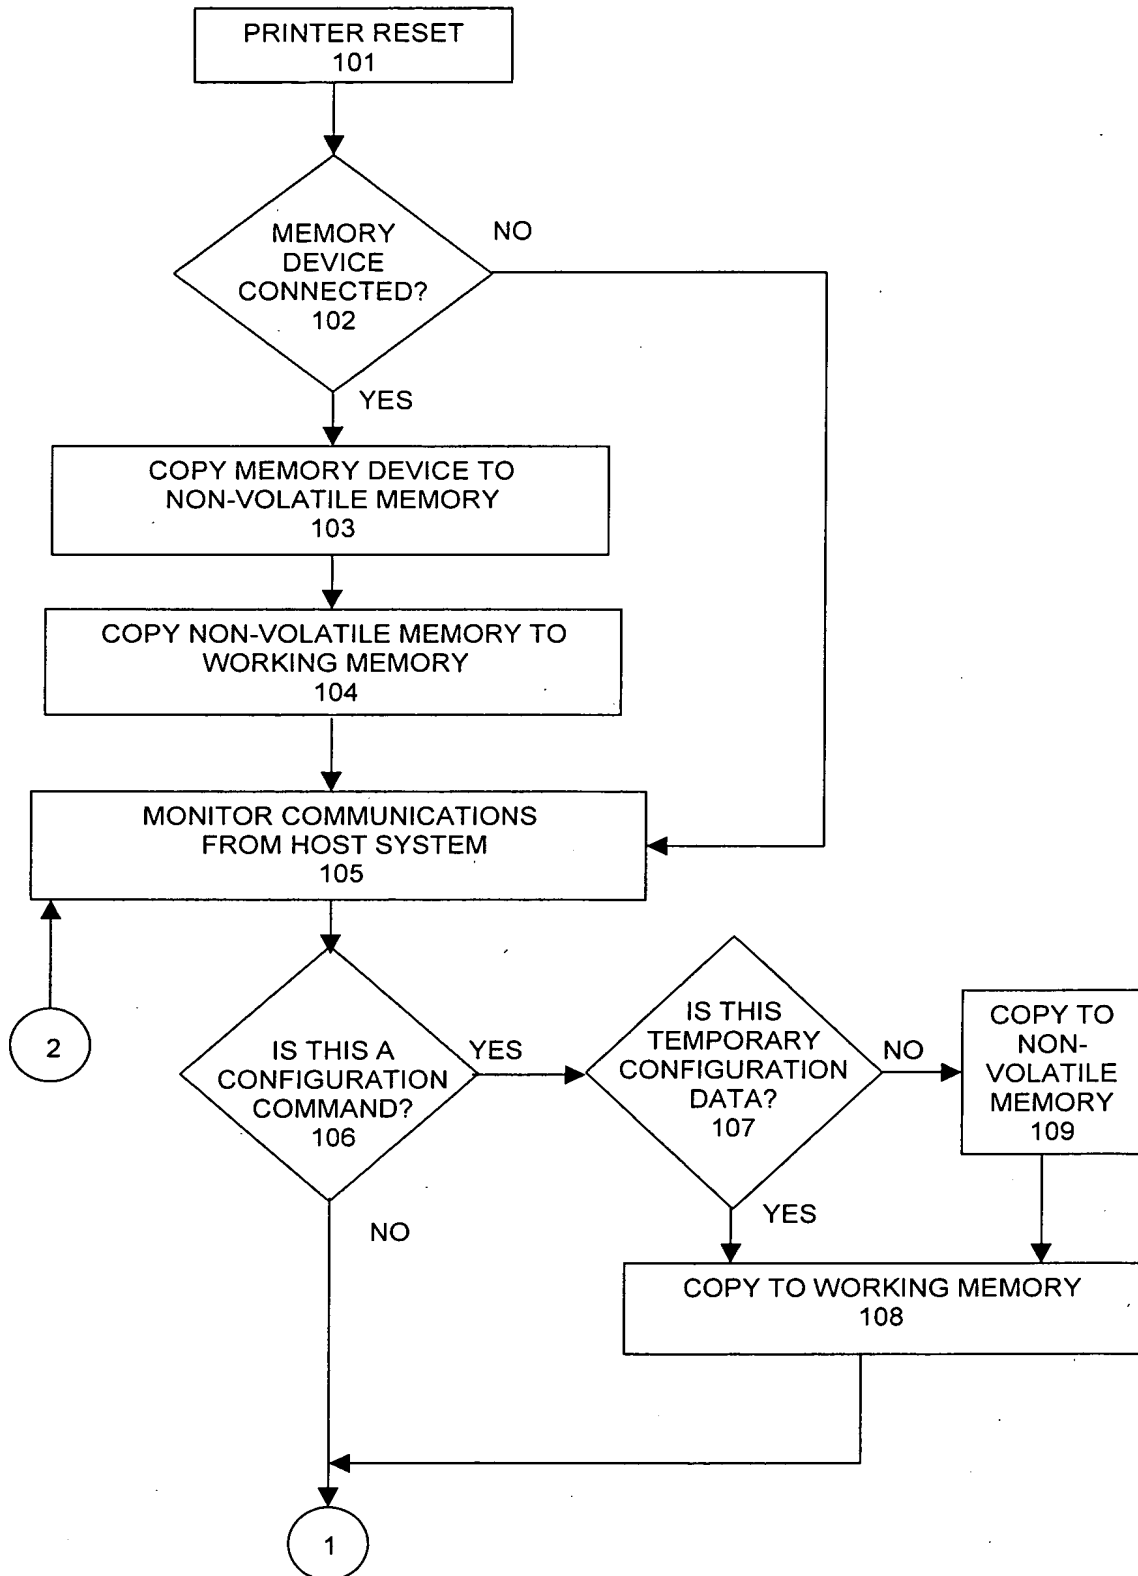 PRINTER RESET
101
MEMORY
DEVICE
CONNECTED?
102
NO
YES
COPY MEMORY DEVICE TO
NON-VOLATILE MEMORY
103
COPY NON-VOLATILE MEMORY TO
WORKING MEMORY
104
MONITOR COMMUNICATIONS
FROM HOST SYSTEM
105
2
IS THIS A
CONFIGURATION
COMMAND?
106
YES
NO
IS THIS
TEMPORARY
CONFIGURATION
DATA?
107
NO
YES
COPY TO
NON-
VOLATILE
MEMORY
109
COPY TO WORKING MEMORY
108
1